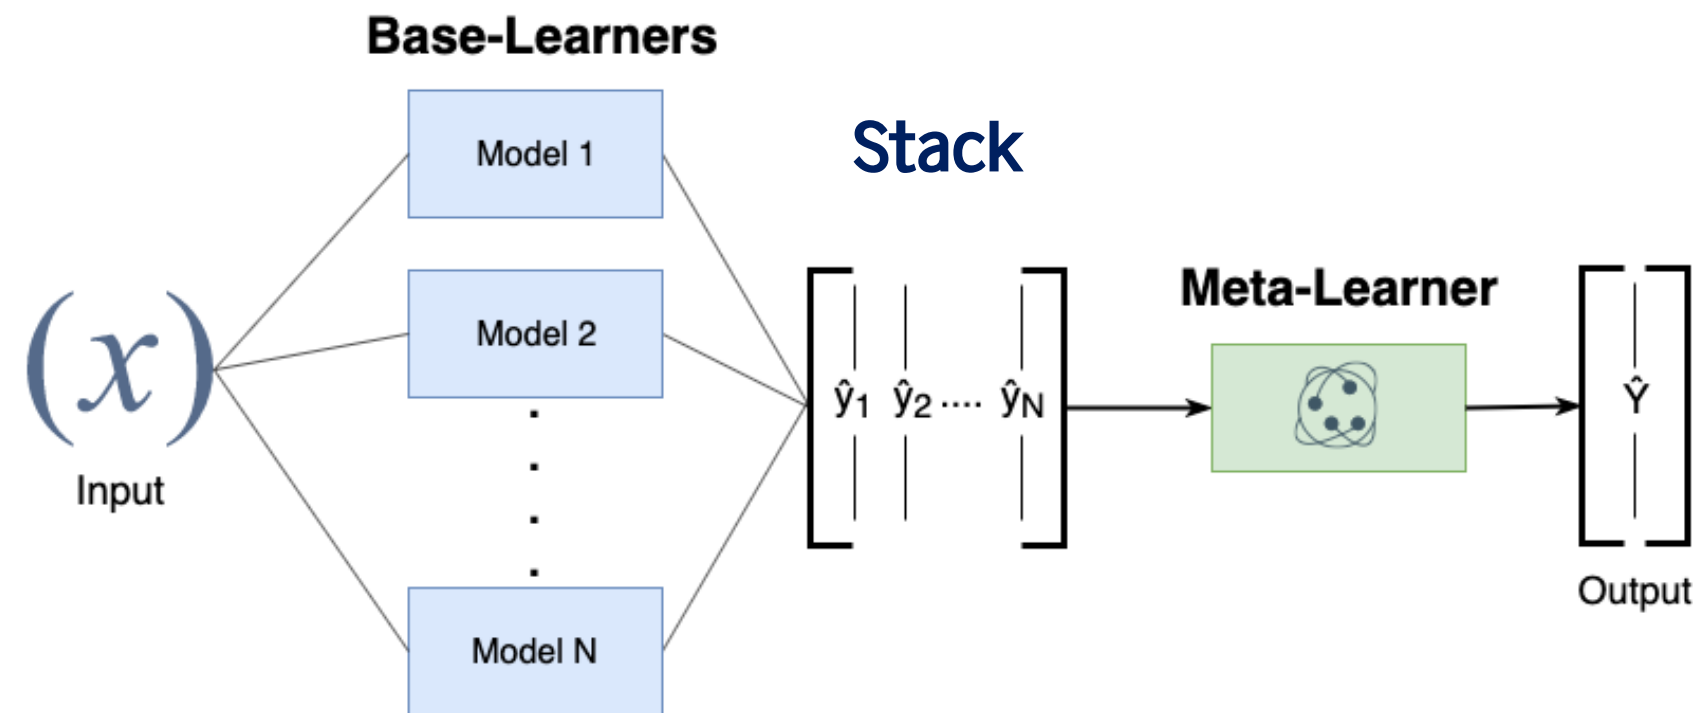 Base-Learners
Model 1
Stack
Model 2
(x)
Input
.
.
.
.
Model N
ŷ1 ŷ2 .... ŷN
Meta-Learner
Ŷ
Output